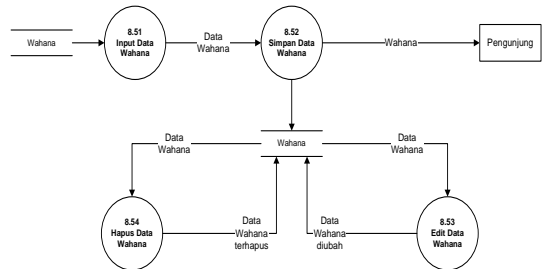 Wahana
8.51
Input Data
Wahana
Data
Wahana
8.52
Simpan Data
Wahana
Wahana
Pengunjung
Data
Wahana
Wahana
Data
Wahana
8.54
Hapus Data
Wahana
Data
Wahana
terhapus
Data
Wahana
diubah
8.53
Edit Data
Wahana